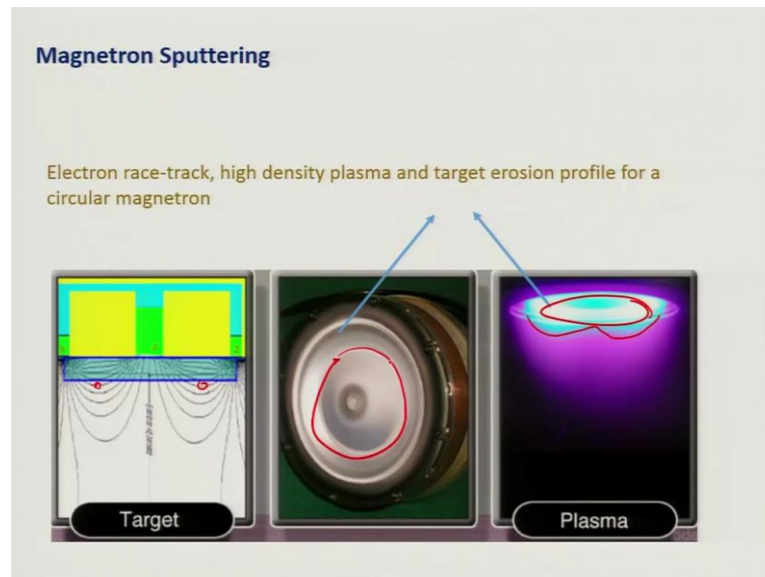 Magnetron Sputtering
Electron race-track, high density plasma and target erosion profile for a
circular magnetron
Target
Plasma